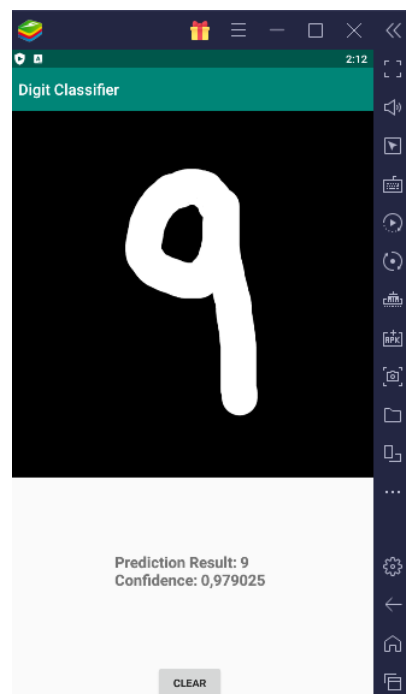 2:12
Digit Classifier
9
Prediction Result: 9
Confidence: 0,979025
CLEAR